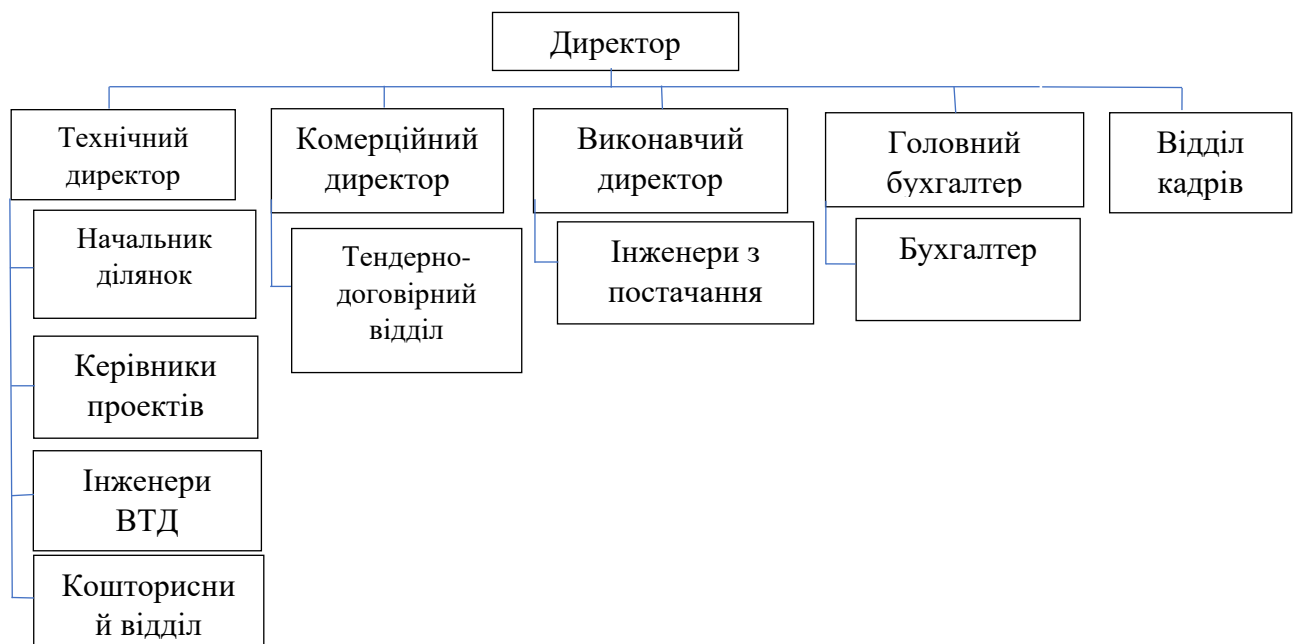 Директор
Технічний
директор
Комерційний
директор
Виконавчий
директор
Головний
бухгалтер
Відділ
кадрів
Начальник
ділянок
Тендерно-
договірний
відділ
Інженери з
постачання
Бухгалтер
Керівники
проектів
Інженери
ВТД
Кошторисни
й відділ